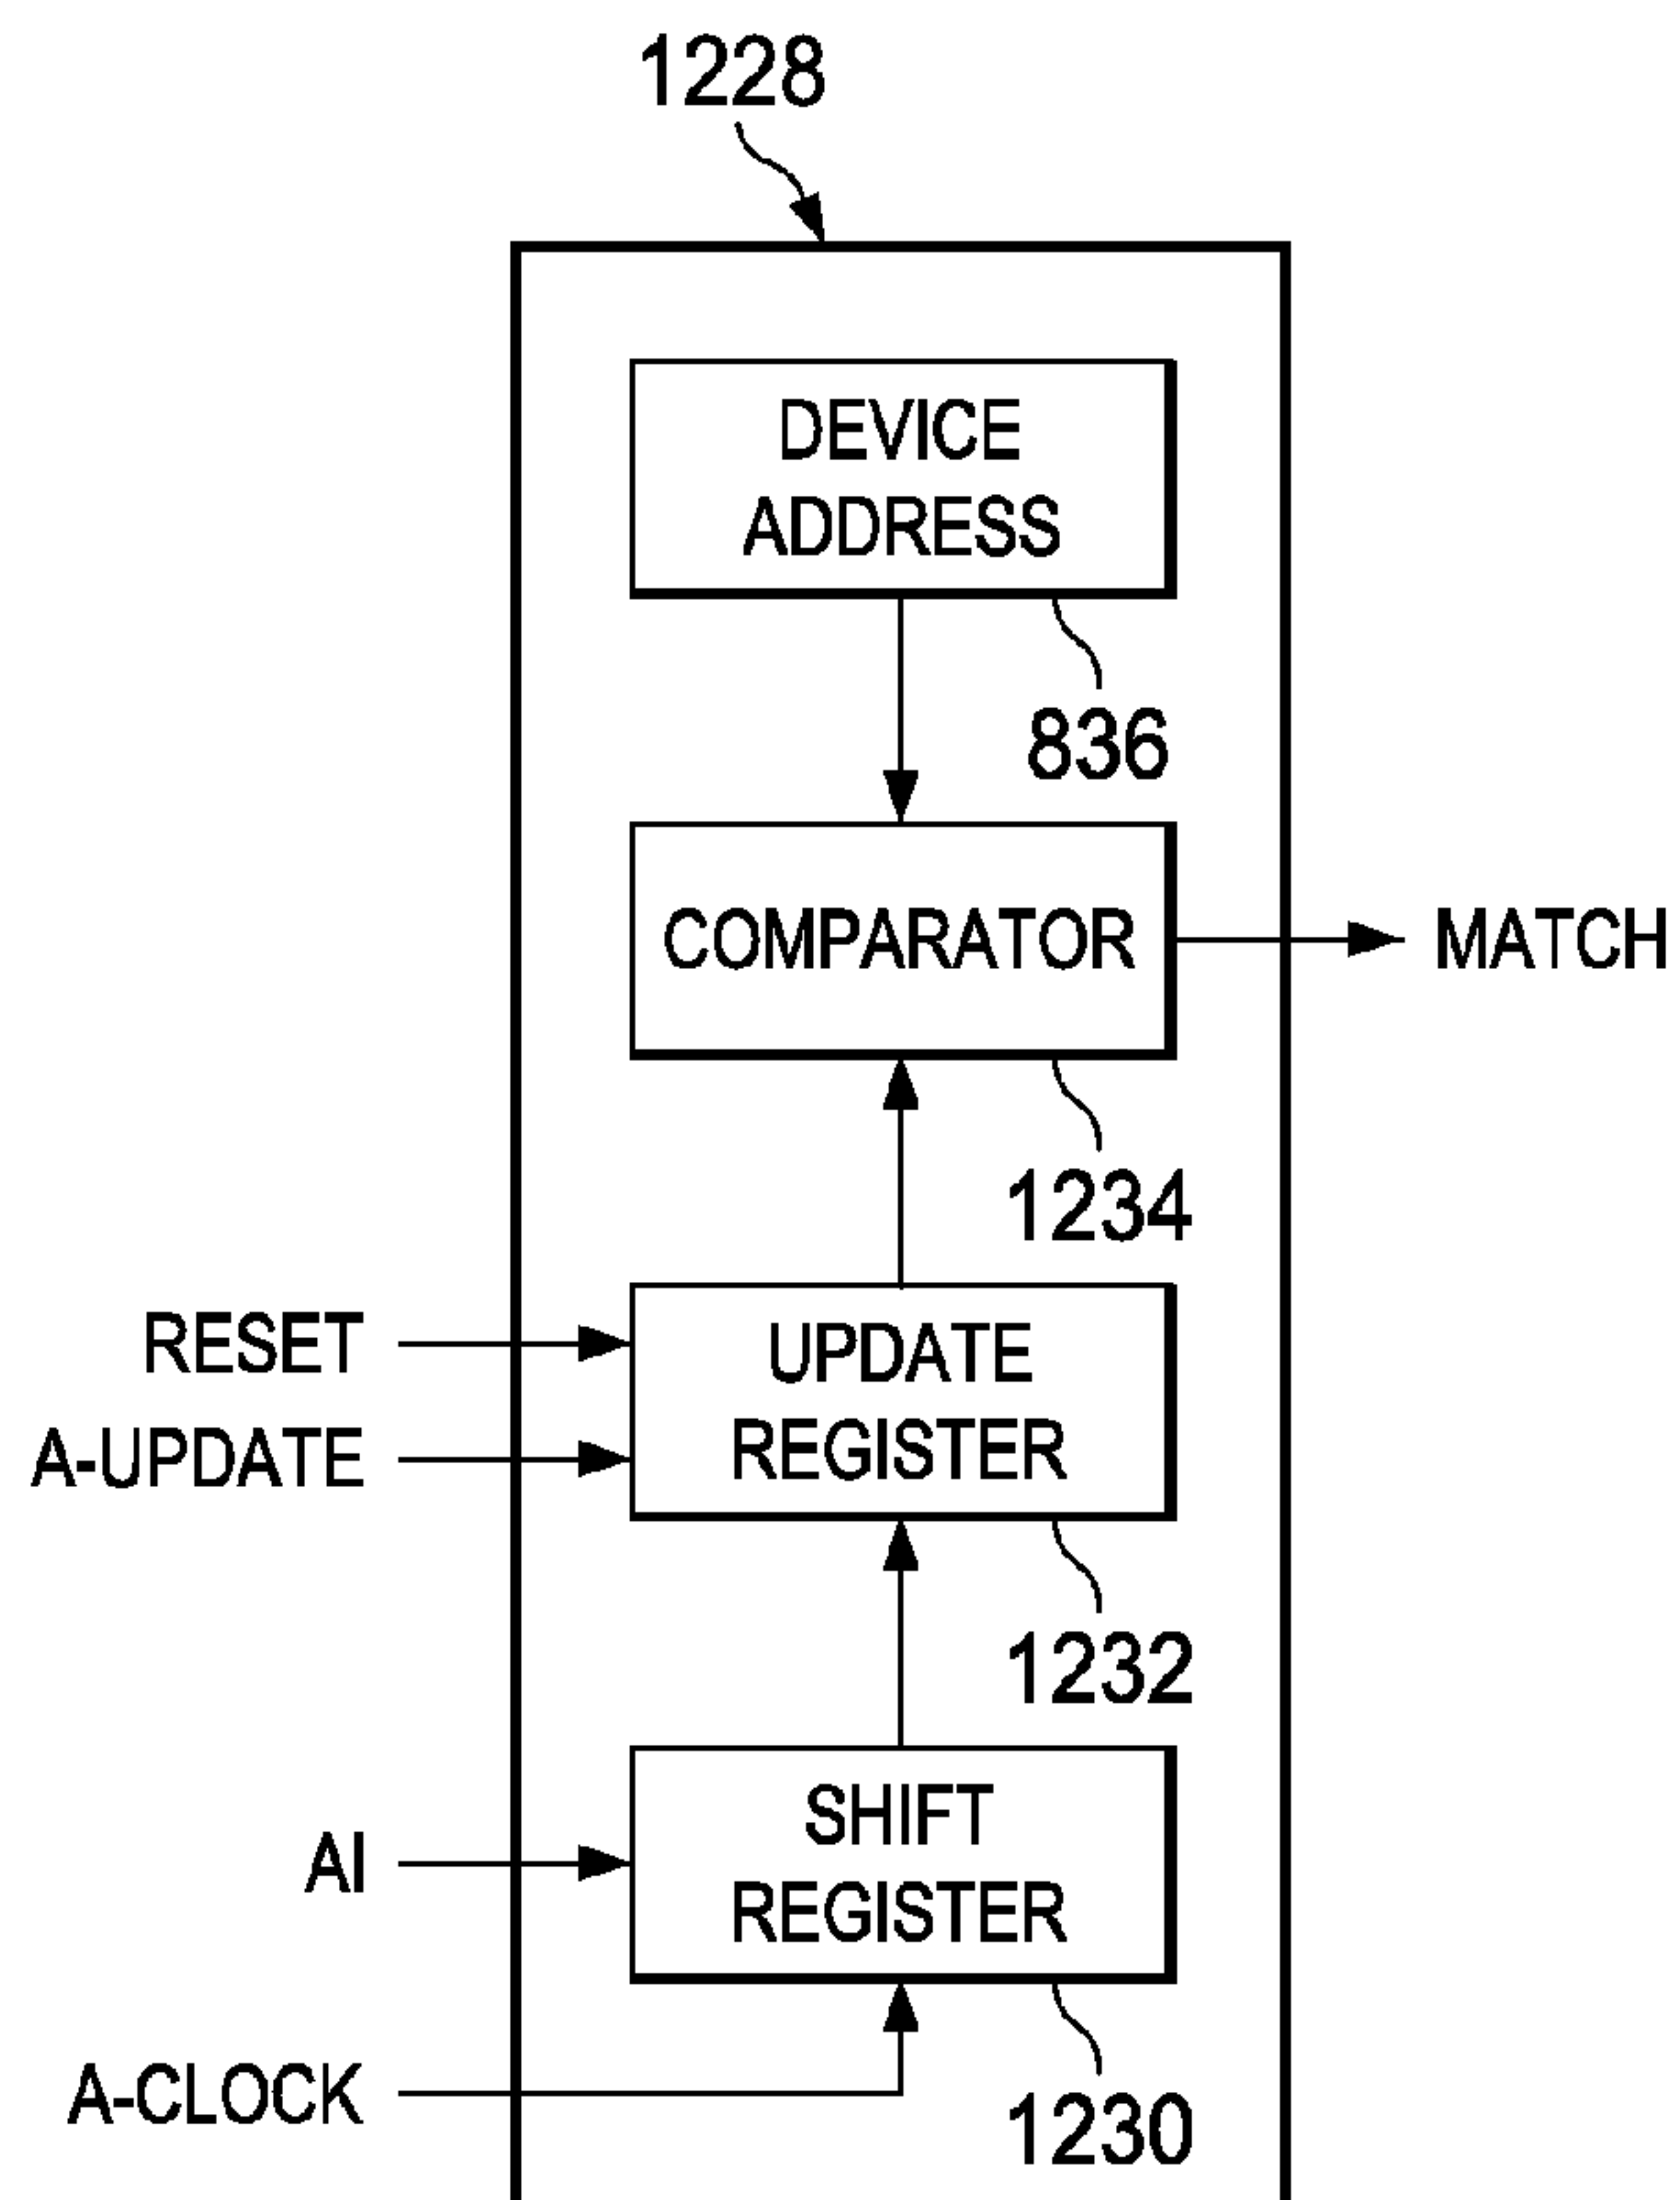 1228
DEVICE
ADDRESS
836
COMPARATOR
MATCH
1234
RESET
UPDATE
A-UPDATE
REGISTER
1232
SHIFT
AI
REGISTER
A-CLOCK
1230